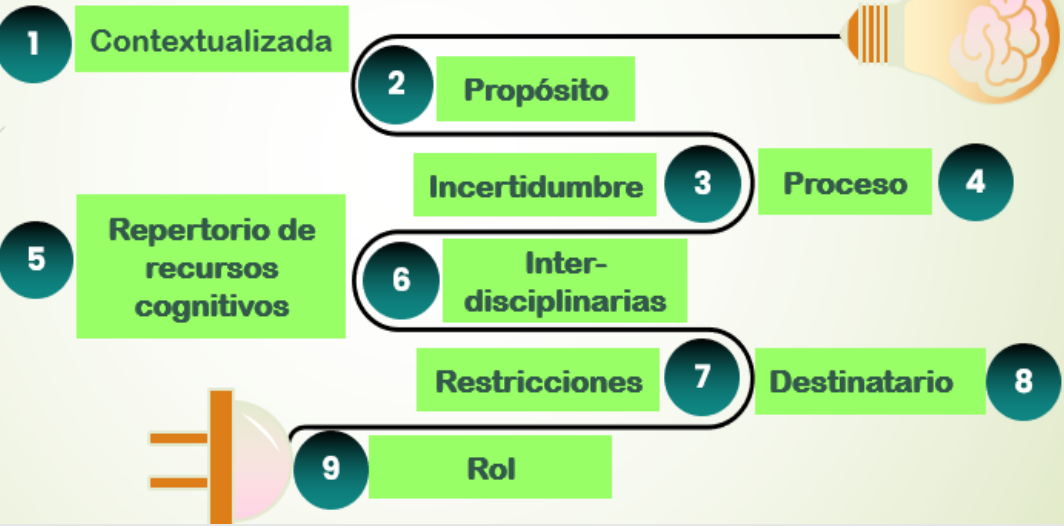 1
Contextualizada
2
Propósito
Incertidumbre
3
Proceso
4
5
Repertorio de
recursos
cognitivos
6
Inter-
disciplinarias
Restricciones
7
Destinatario
8
9
Rol